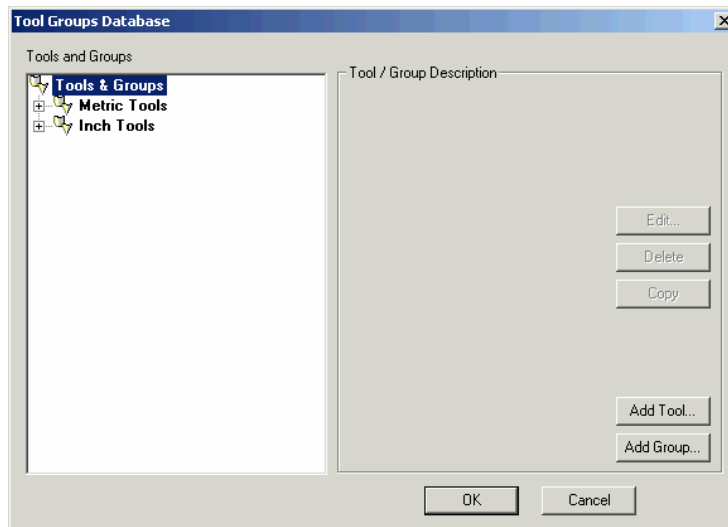 Tool Groups Database
Tools and Groups
Tools & Groups
Metric Tools
Inch Tools
Tool / Group Description
Edit...
Delete
Copy
Add Tool...
Add Group...
OK
Cancel